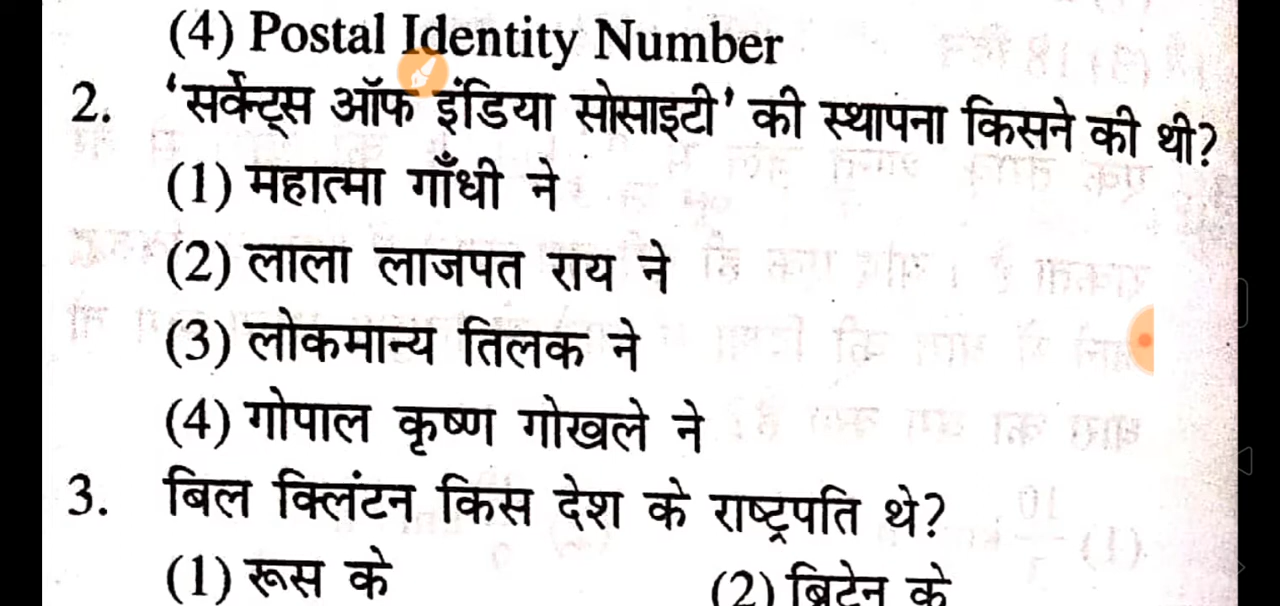 (4) Postal Identity Number
2. ‘सर्वेन्ट्स ऑफ इंडिया सोसाइटी’ की स्थापना किसने की थी?
(1) महात्मा गाँधी ने
(2) लाला लाजपत राय ने
(3) लोकमान्य तिलक ने
(4) गोपाल कृष्ण गोखले ने
3. बिल क्लिंटन किस देश के राष्ट्रपति थे?
(1) रूस के (2) ब्रिटेन के